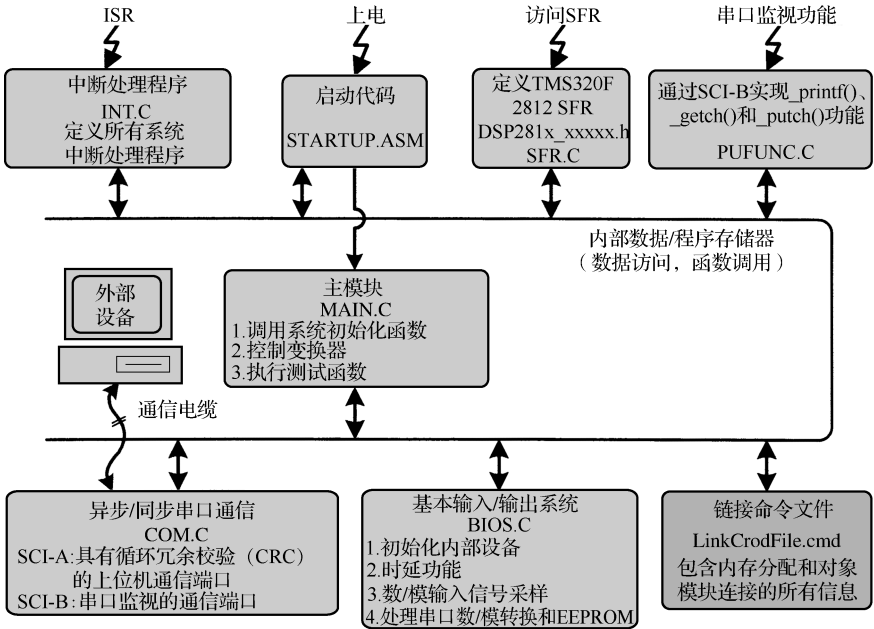 ISR
上电
访问SFR
串口监视功能
中断处理程序
INT.C
定义所有系统
中断处理程序
启动代码
STARTUP.ASM
定义TMS320F
2812 SFR
DSP281x_xxxxx.h
SFR.C
通过SCI-B实现_printf()、
_getch()和_putch()功能
PUFUNC.C
内部数据/程序存储器
（数据访问，函数调用）
外部
设备
主模块
MAIN.C
1.调用系统初始化函数
2.控制变换器
3.执行测试函数
通信电缆
异步/同步串口通信
COM.C
SCI-A:具有循环冗余校验（CRC）
的上位机通信端口
SCI-B:串口监视的通信端口
基本输入/输出系统
BIOS.C
1.初始化内部设备
2.时延功能
3.数/模输入信号采样
4.处理串口数/模转换和EEPROM
链接命令文件
LinkCrodFile.cmd
包含内存分配和对象
模块连接的所有信息